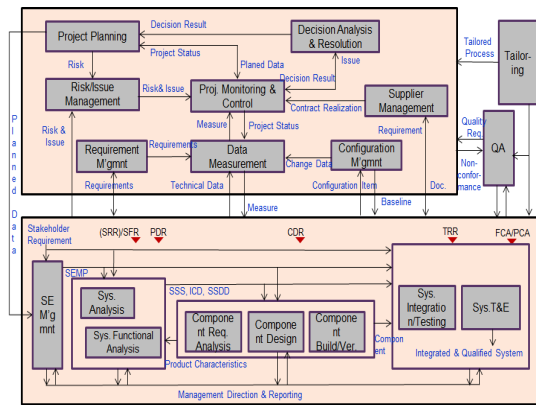 Decision Result
Project Planning
Decision Analysis
& Resolution
Project Status
Planed Data
Tailored
Process
Tailor-
ing
Risk
Issue
Decision Result
Risk/Issue
Management
Risk& Issue
Proj. Monitoring &
Control
Supplier
Management
Contract Realization
Planned Data
Risk &
Issue
Measure
Project Status
Requirement
Quality
Req.
Requirement
M'gmnt
Requirements
Data
Measurement
Configuration
M'gmnt
Change Data
QA
Non-
conformance
Requirements
Technical Data
Configuration Item
Doc.
Baseline
Measure
Stakeholder
Requirement
(SRR)/SFR
PDR
CDR
TRR
FCA/PCA
SEMP
SE
M'g
mnt
Sys.
Analysis
SSS, ICD, SSDD
Sys. Functional
Analysis
Compone
nt Req.
Analysis
Compone
nt Design
Compone
nt
Build/Ver.
Compon
ent
Sys.
Integratio
n/Testing
Sys.T&E
Product Characteristics
Integrated & Qualified System
Management Direction & Reporting